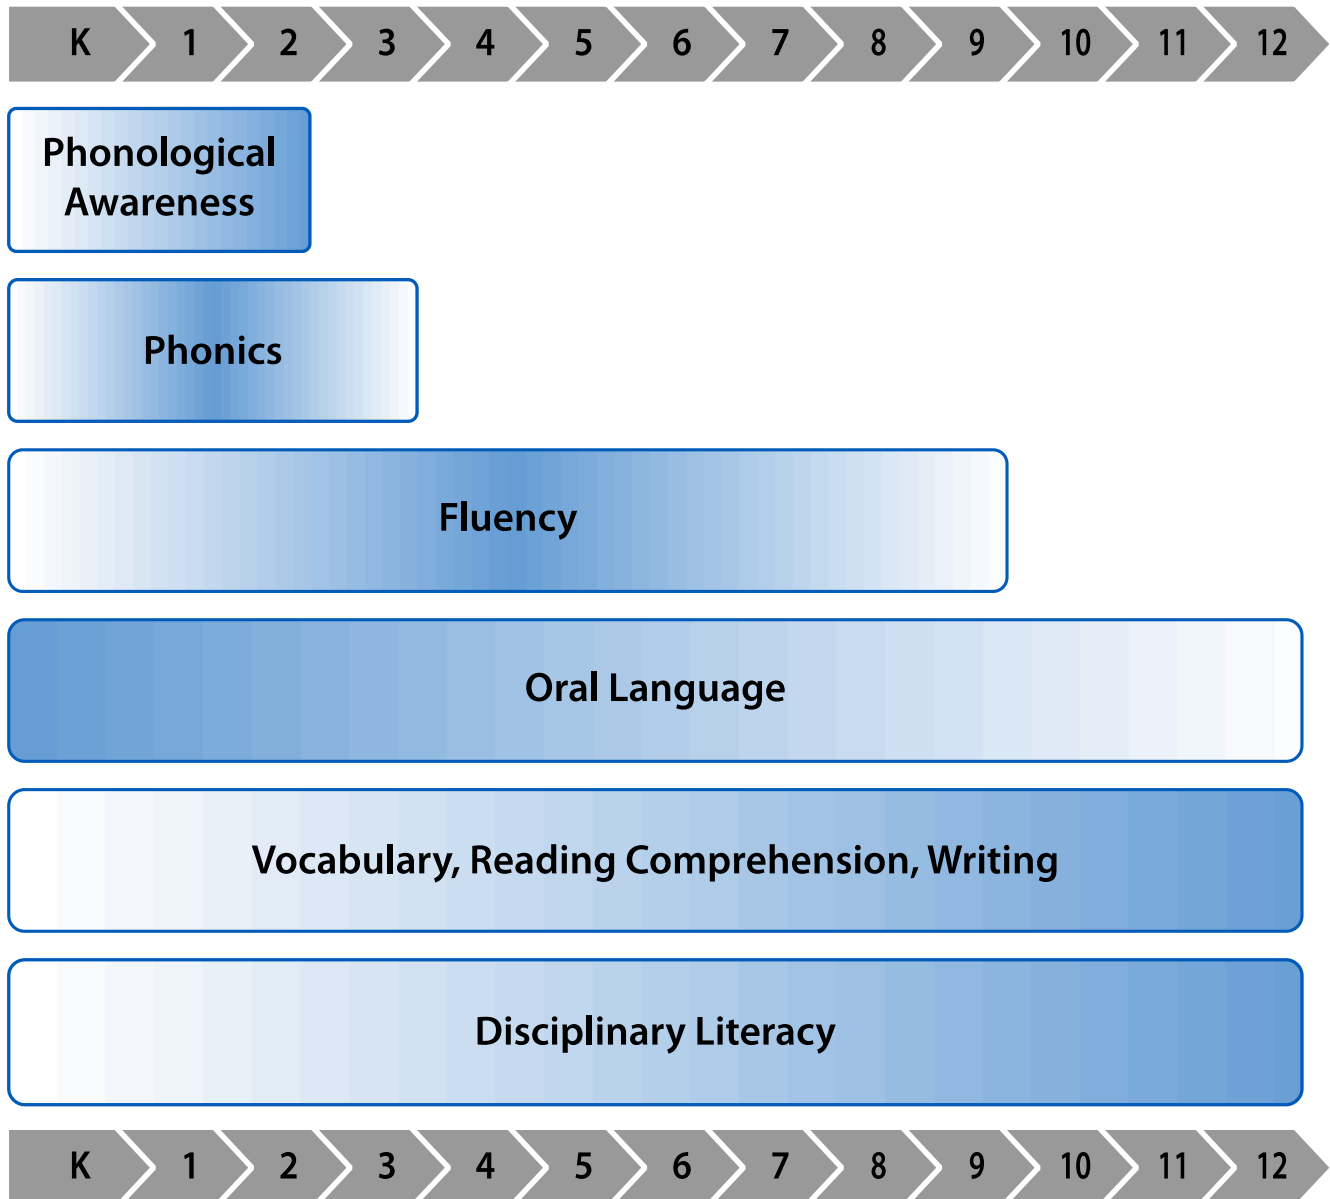 K 1 2 3 4 5 6 7 8 9 10 11 12
Phonological
Awareness
Phonics
Fluency
Oral Language
Vocabulary, Reading Comprehension, Writing
Disciplinary Literacy
K 1 2 3 4 5 6 7 8 9 10 11 12